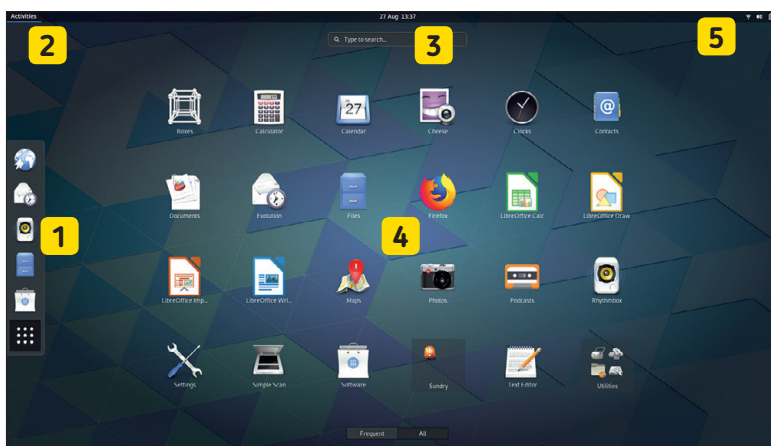 Activities
27 Aug 13:37
5
2
3
Type to search...
27
Boxes
Calculator
Calendar
Cheese
Clocks
Contacts
@
1
4
Documents
Evolution
Files
Firefox
LibreOffice Calc
LibreOffice Draw
LibreOffice Imp...
LibreOffice Wri...
Maps
Photos
Podcasts
Rhythmbox
Settings
Simple Scan
Software
Sundry
Text Editor
Utilities
Frequent
All